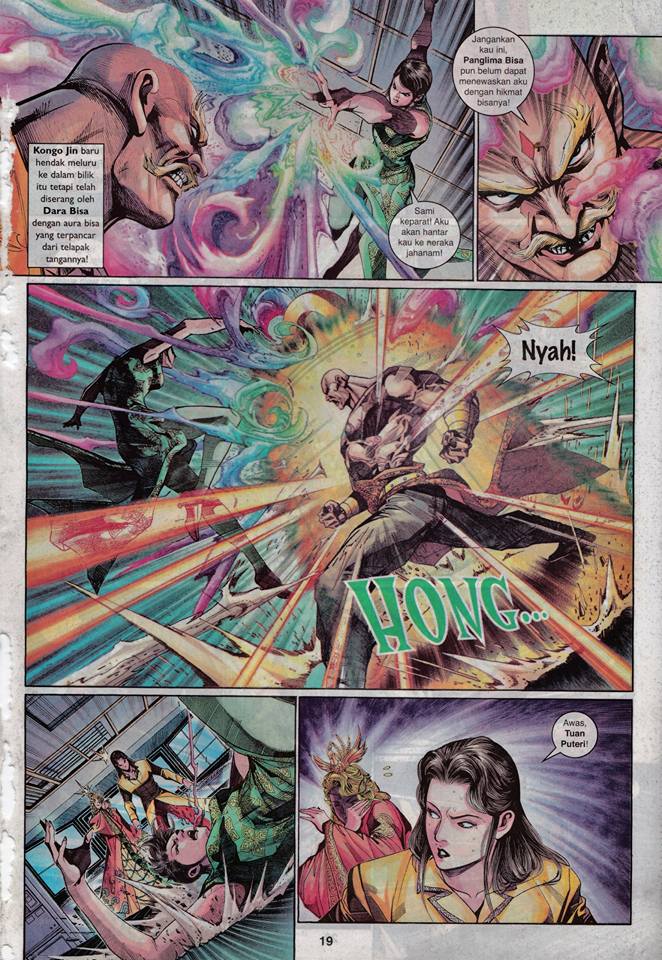 Kongo Jin baru
hendak meluru
ke dalam bilik
itu tetapi telah
diserang oleh
Dara Bisa
dengan aura bisa
yang terpancar
dari telapak
tangannya!
Sami
keparat! Aku
akan hantar
kau ke neraka
jahanam!
Jangankan
kau ini,
Panglima Bisa
pun belum dapat
menewaskan aku
dengan hikmat
bisanya!
Nyah!
HONG...
Awas,
Tuan
Puteri!
19